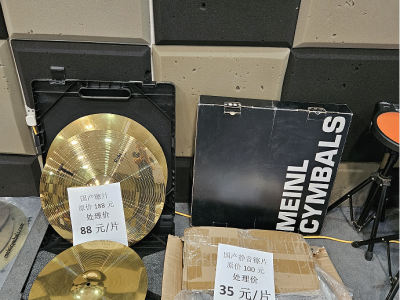 MEINL
CYMBALS
国产镲片
原价 188 元
处理价
88 元/片
国产静音镲片
原价 100 元
处理价
35 元/片